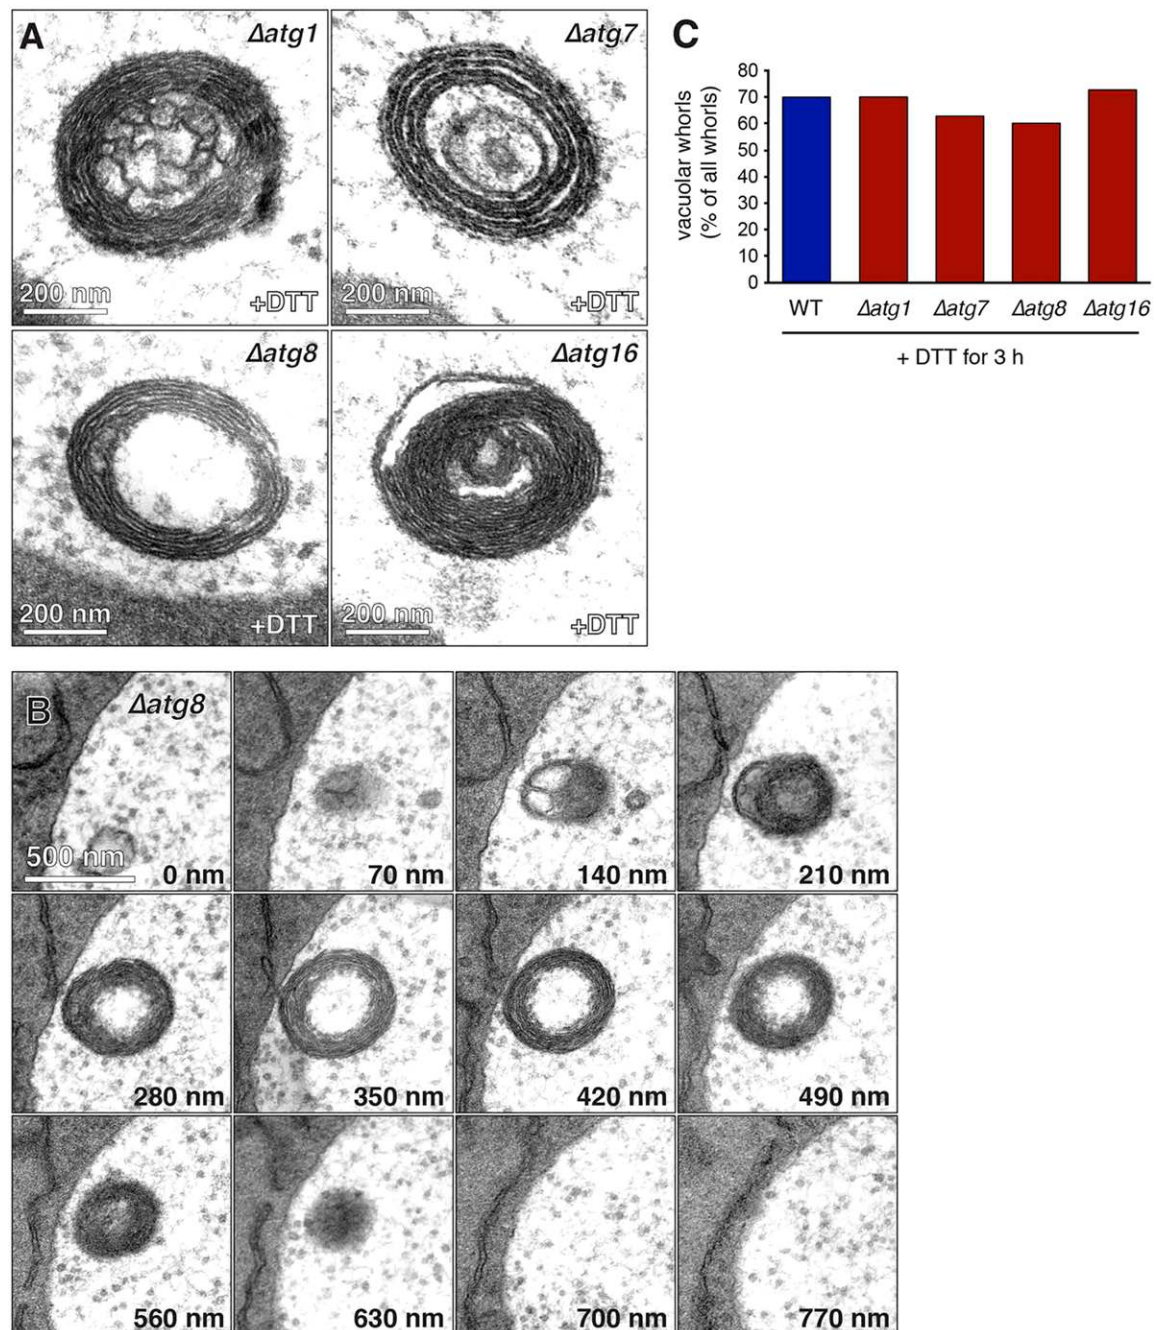 A
Δatg1
200 nm
+DTT
Δatg7
200 nm
+DTT
Δatg8
200 nm
+DTT
Δatg16
200 nm
+DTT
C
vacuolar whorls
(% of all whorls)
80
70
60
50
40
30
20
10
0
WT Δatg1 Δatg7 Δatg8 Δatg16
+ DTT for 3 h
B
Δatg8
500 nm
0 nm
70 nm
140 nm
210 nm
280 nm
350 nm
420 nm
490 nm
560 nm
630 nm
700 nm
770 nm